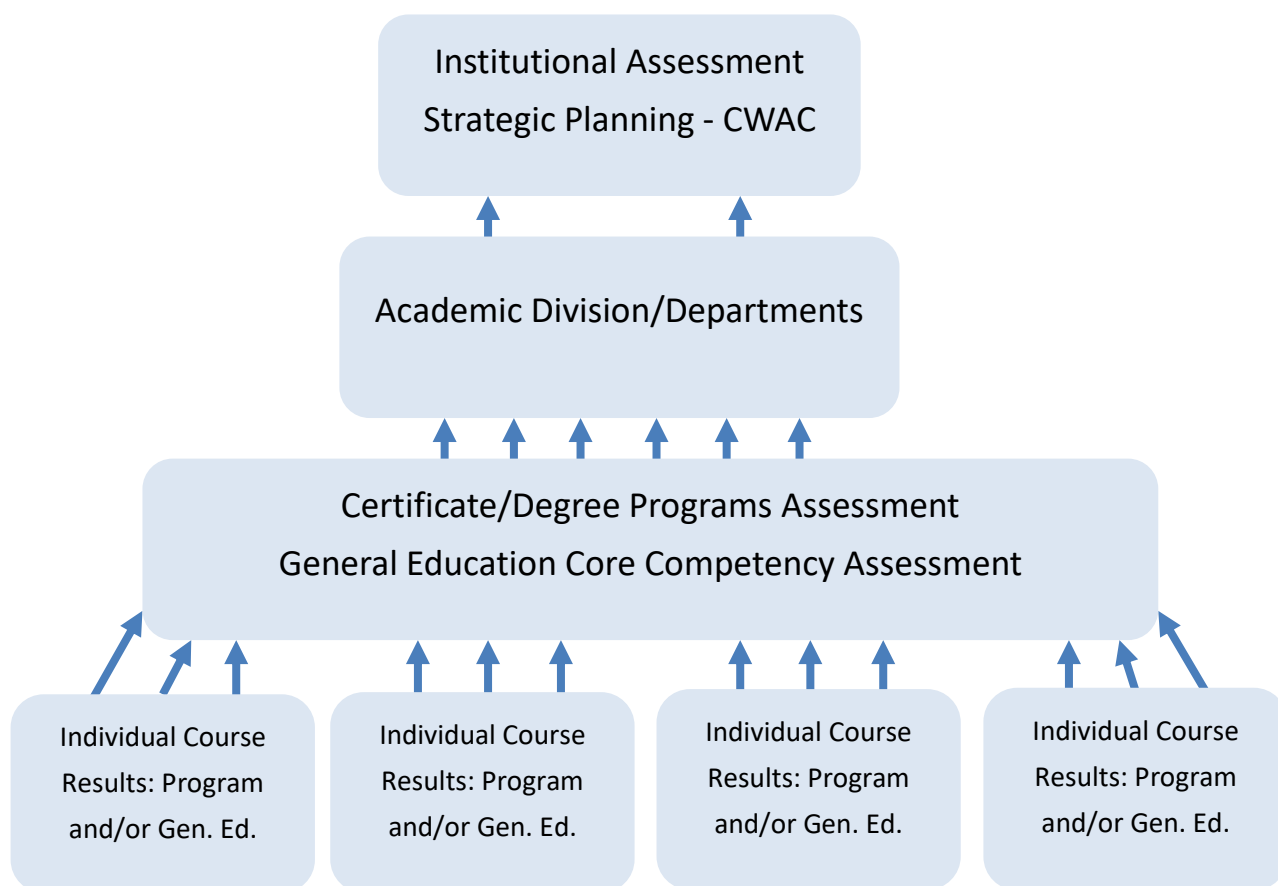 Institutional Assessment
Strategic Planning - CWAC
Academic Division/Departments
Certificate/Degree Programs Assessment
General Education Core Competency Assessment
Individual Course
Results: Program
and/or Gen. Ed.
Individual Course
Results: Program
and/or Gen. Ed.
Individual Course
Results: Program
and/or Gen. Ed.
Individual Course
Results: Program
and/or Gen. Ed.